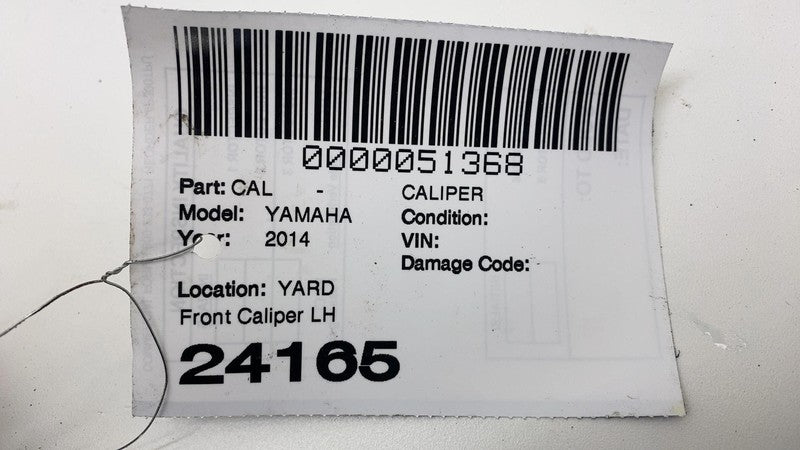 0000051368
Part: CAL - CALIPER
Model: YAMAHA Condition:
Year: 2014 VIN:
Damage Code:
Location: YARD
Front Caliper LH
24165